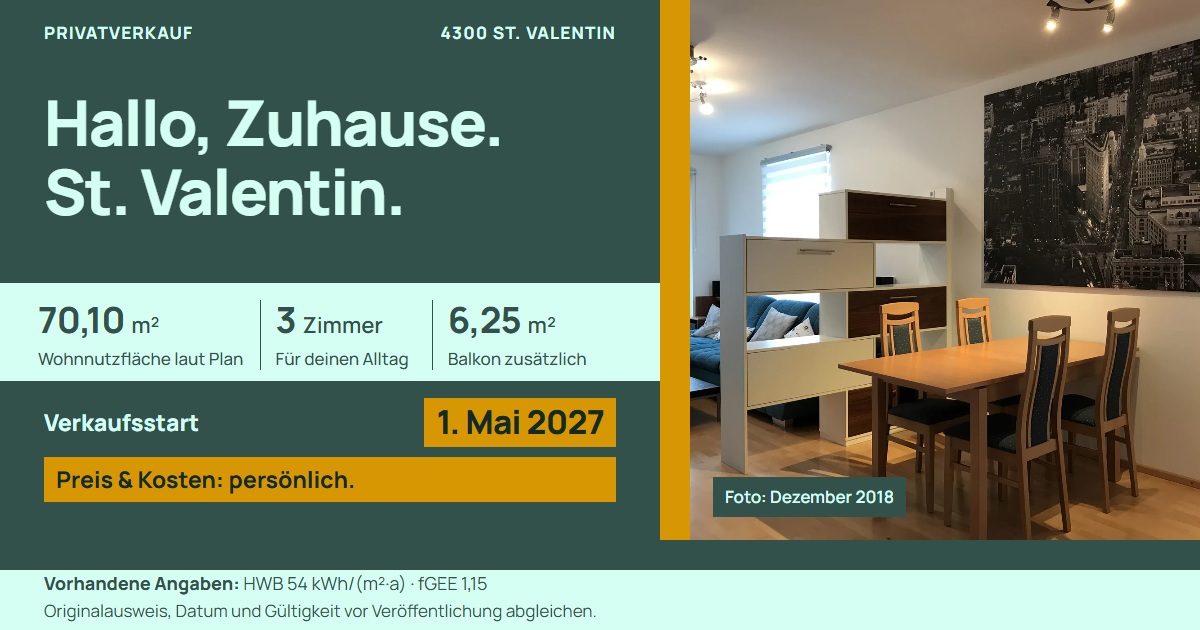 PRIVATVERKAUF
4300 ST. VALENTIN
Hallo, Zuhause.
St. Valentin.
70,10 m²
Wohnnutzfläche laut Plan
3 Zimmer
Für deinen Alltag
6,25 m²
Balkon zusätzlich
Verkaufsstart
1. Mai 2027
Preis & Kosten: persönlich.
Foto: Dezember 2018
Vorhandene Angaben: HWB 54 kWh/(m²·a) · fGEE 1,15
Originalausweis, Datum und Gültigkeit vor Veröffentlichung abgleichen.